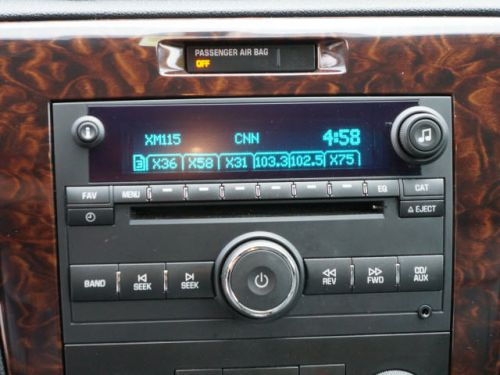 PASSENGER AIR BAG
OFF
XM115 CNN 4:58
X36 X58 X31 103.3 102.5 X75
FAV MENU EQ CAT
EJECT
BAND SEEK SEEK REV FWD CD/
AUX